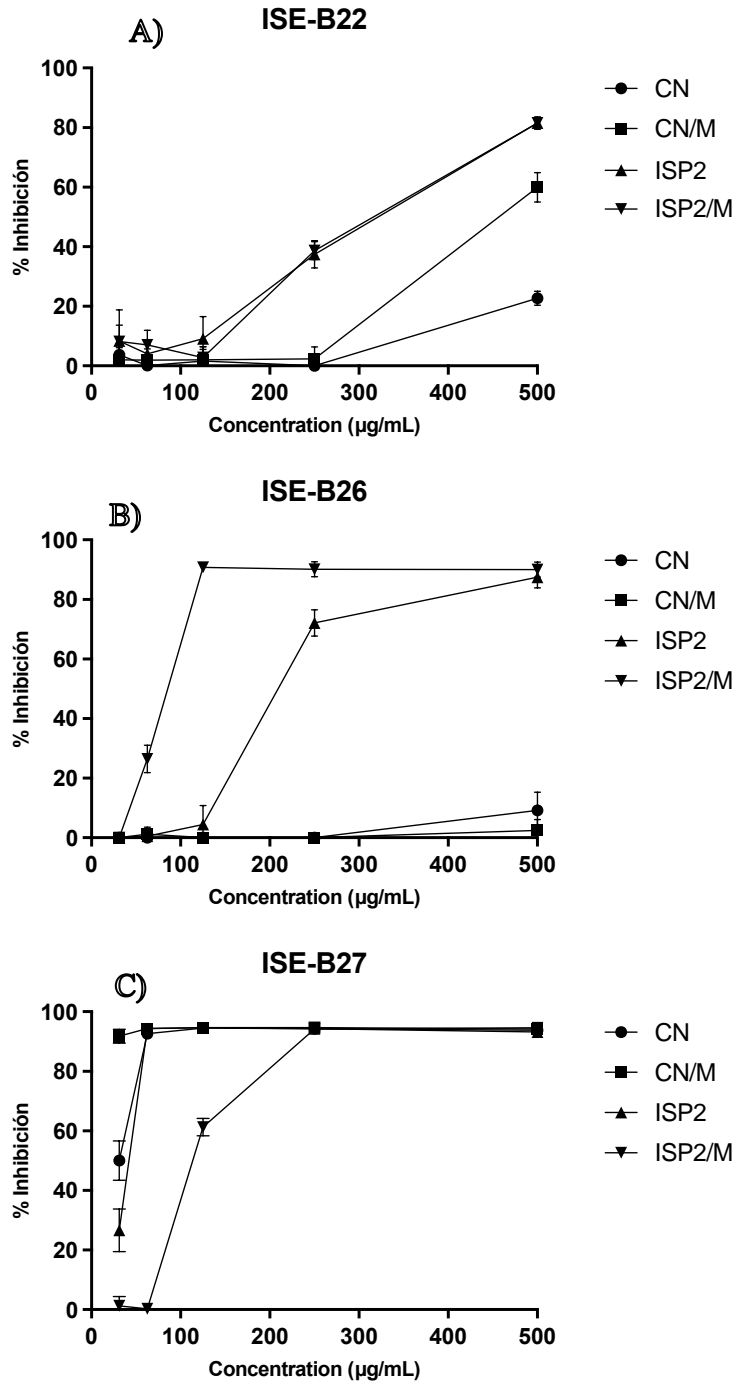 A)
ISE-B22
% Inhibición
100
80
60
40
20
0
0 100 200 300 400 500
Concentration (µg/mL)
CN
CN/M
ISP2
ISP2/M
B)
ISE-B26
% Inhibición
100
80
60
40
20
0
0 100 200 300 400 500
Concentration (µg/mL)
CN
CN/M
ISP2
ISP2/M
C)
ISE-B27
% Inhibición
100
80
60
40
20
0
0 100 200 300 400 500
Concentration (µg/mL)
CN
CN/M
ISP2
ISP2/M